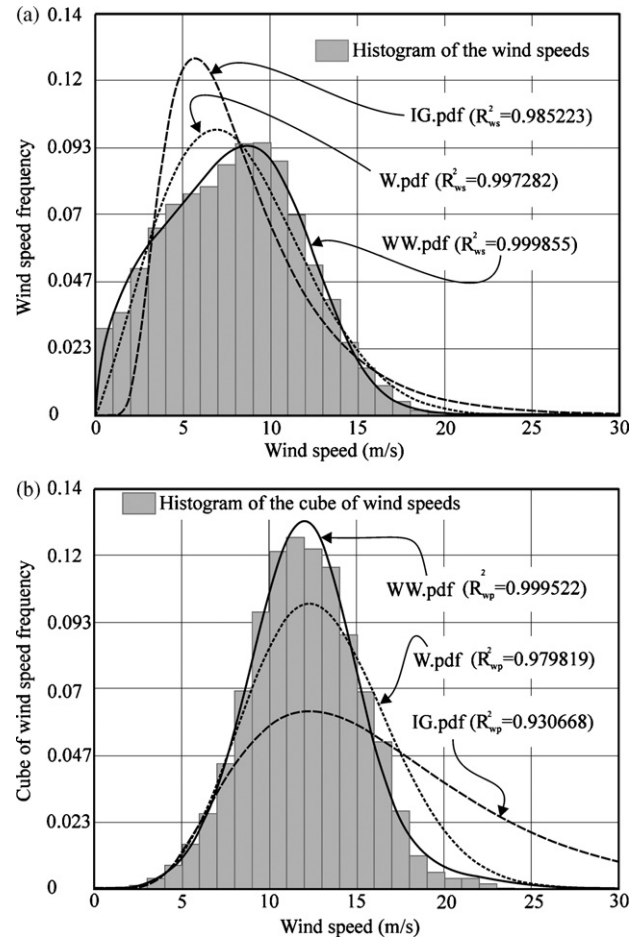 (a)
0.14
0.12
0.093
0.07
0.047
0.023
0
Wind speed frequency
Histogram of the wind speeds
IG.pdf (R²ws=0.985223)
W.pdf (R²ws=0.997282)
WW.pdf (R²ws=0.999855)
0 5 10 15 20 25 30
Wind speed (m/s)
(b)
0.14
0.12
0.093
0.07
0.047
0.023
0
Cube of wind speed frequency
Histogram of the cube of wind speeds
WW.pdf (R²wp=0.999522)
W.pdf (R²wp=0.979819)
IG.pdf (R²wp=0.930668)
0 5 10 15 20 25 30
Wind speed (m/s)